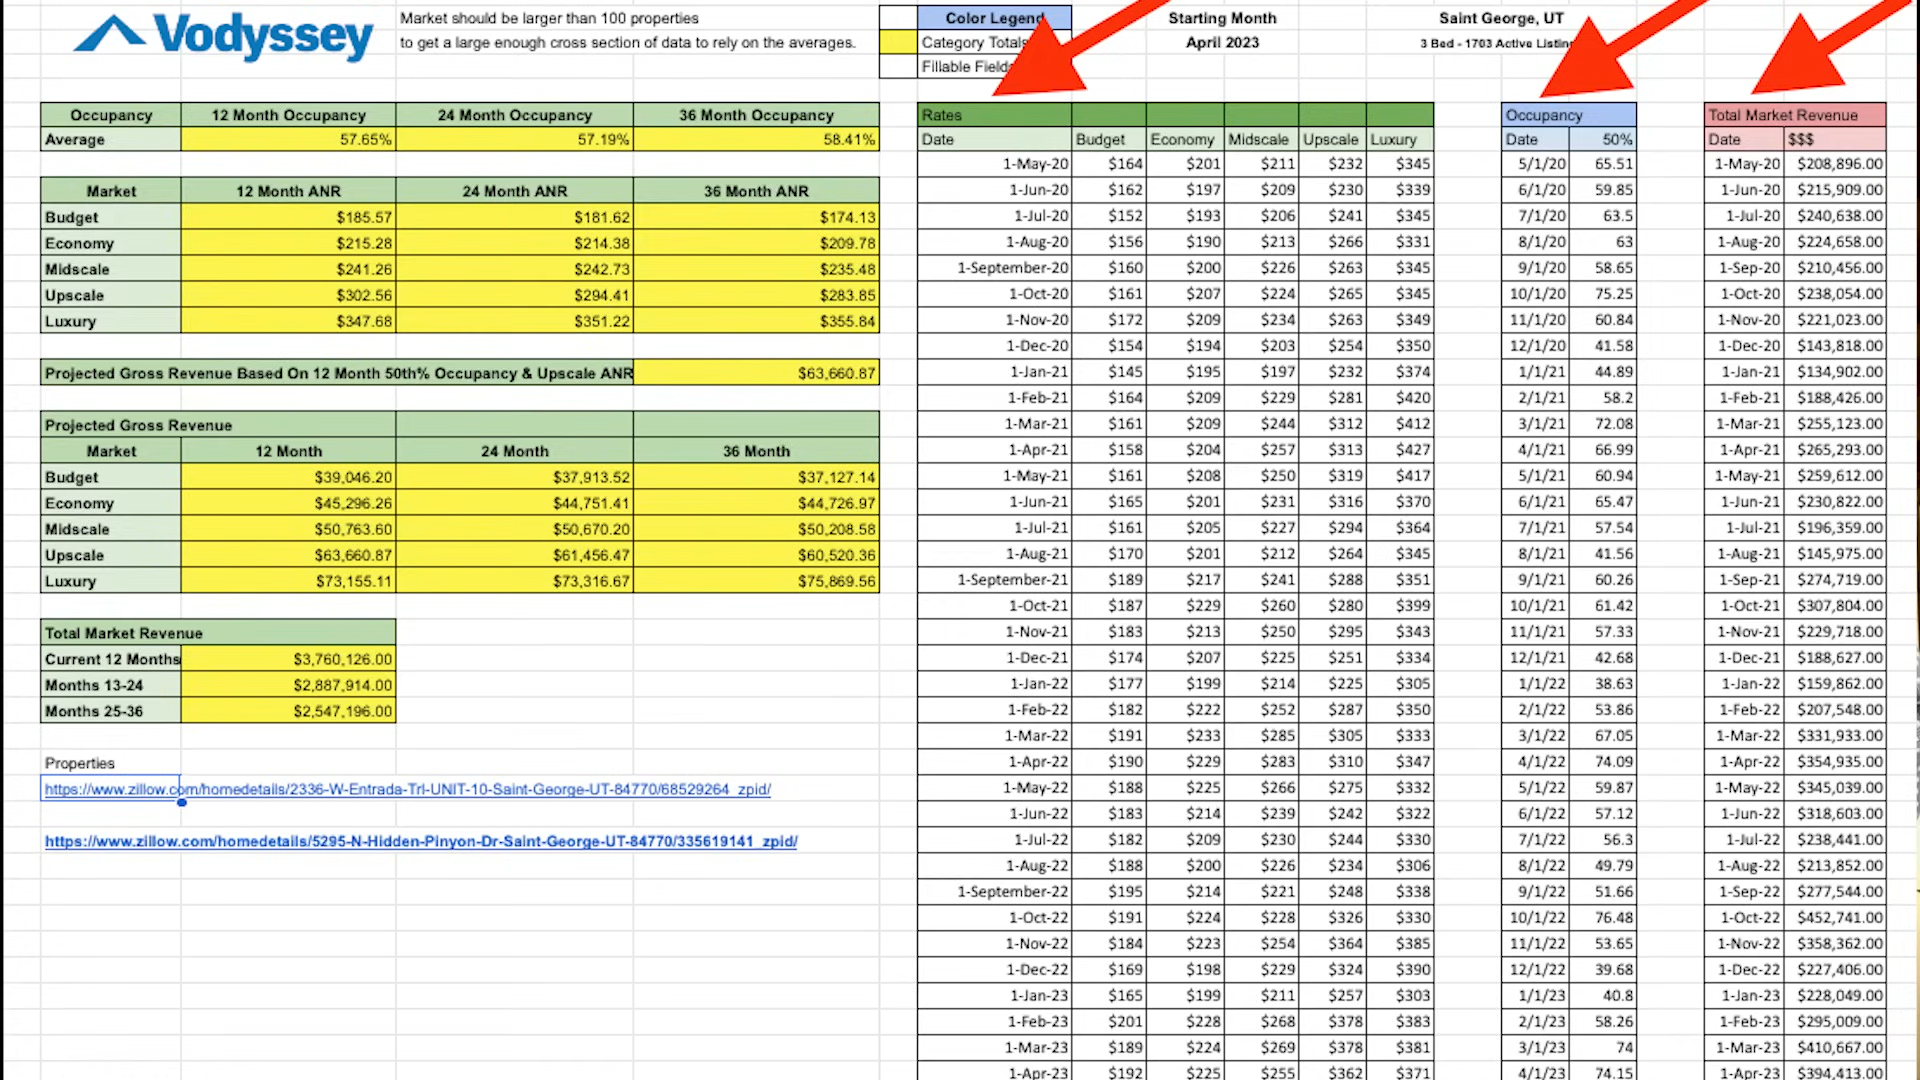 Vodyssey
Market should be larger than 100 properties
to get a large enough cross section of data to rely on the averages.
Color Legend
Category Totals
Fillable Fields
Starting Month
April 2023
Saint George, UT
3 Bed - 1703 Active Listin
Occupancy 12 Month Occupancy 24 Month Occupancy 36 Month Occupancy
Average 57.65% 57.19% 58.41%
Market 12 Month ANR 24 Month ANR 36 Month ANR
Budget $185.57 $181.62 $174.13
Economy $215.28 $214.38 $209.78
Midscale $241.26 $242.73 $235.48
Upscale $302.56 $294.41 $283.85
Luxury $347.68 $351.22 $355.84
Projected Gross Revenue Based On 12 Month 50th% Occupancy & Upscale ANR $63,660.87
Projected Gross Revenue
Market 12 Month 24 Month 36 Month
Budget $39,046.20 $37,913.52 $37,127.14
Economy $45,296.26 $44,751.41 $44,726.97
Midscale $50,763.60 $50,670.20 $50,208.58
Upscale $63,660.87 $61,456.47 $60,520.36
Luxury $73,155.11 $73,316.67 $75,869.56
Total Market Revenue
Current 12 Months $3,760,126.00
Months 13-24 $2,887,914.00
Months 25-36 $2,547,196.00
Properties
https://www.zillow.com/homedetails/2336-W-Entrada-Trl-UNIT-10-Saint-George-UT-84770/68529264_zpid/
https://www.zillow.com/homedetails/5295-N-Hidden-Pinyon-Dr-Saint-George-UT-84770/335619141_zpid/
Rates
Date Budget Economy Midscale Upscale Luxury
1-May-20 $164 $201 $211 $232 $345
1-Jun-20 $162 $197 $209 $230 $339
1-Jul-20 $152 $193 $206 $241 $345
1-Aug-20 $156 $190 $213 $266 $331
1-September-20 $160 $200 $226 $263 $345
1-Oct-20 $161 $207 $224 $265 $345
1-Nov-20 $172 $209 $234 $263 $349
1-Dec-20 $154 $194 $203 $254 $350
1-Jan-21 $145 $195 $197 $232 $374
1-Feb-21 $164 $209 $229 $281 $420
1-Mar-21 $161 $209 $244 $312 $412
1-Apr-21 $158 $204 $257 $313 $427
1-May-21 $161 $208 $250 $319 $417
1-Jun-21 $165 $201 $231 $316 $370
1-Jul-21 $161 $205 $227 $294 $364
1-Aug-21 $170 $201 $212 $264 $345
1-September-21 $189 $217 $241 $288 $351
1-Oct-21 $187 $229 $260 $280 $399
1-Nov-21 $183 $213 $250 $295 $343
1-Dec-21 $174 $207 $225 $251 $334
1-Jan-22 $177 $199 $214 $225 $305
1-Feb-22 $182 $222 $252 $287 $350
1-Mar-22 $191 $233 $285 $305 $333
1-Apr-22 $190 $229 $283 $310 $347
1-May-22 $188 $225 $266 $275 $332
1-Jun-22 $183 $214 $239 $242 $322
1-Jul-22 $182 $209 $230 $244 $330
1-Aug-22 $188 $200 $226 $234 $306
1-September-22 $195 $214 $221 $248 $338
1-Oct-22 $191 $224 $228 $326 $330
1-Nov-22 $184 $223 $254 $364 $385
1-Dec-22 $169 $198 $229 $324 $390
1-Jan-23 $165 $199 $211 $257 $303
1-Feb-23 $201 $228 $268 $378 $383
1-Mar-23 $189 $224 $269 $378 $381
1-Apr-23 $192 $225 $255 $362 $371
Occupancy
Date 50%
5/1/20 65.51
6/1/20 59.85
7/1/20 63.5
8/1/20 63
9/1/20 58.65
10/1/20 75.25
11/1/20 60.84
12/1/20 41.58
1/1/21 44.89
2/1/21 58.2
3/1/21 72.08
4/1/21 66.99
5/1/21 60.94
6/1/21 65.47
7/1/21 57.54
8/1/21 41.56
9/1/21 60.26
10/1/21 61.42
11/1/21 57.33
12/1/21 42.68
1/1/22 38.63
2/1/22 53.86
3/1/22 67.05
4/1/22 74.09
5/1/22 59.87
6/1/22 57.12
7/1/22 56.3
8/1/22 49.79
9/1/22 51.66
10/1/22 76.48
11/1/22 53.65
12/1/22 39.68
1/1/23 40.8
2/1/23 58.26
3/1/23 74
4/1/23 74.15
Total Market Revenue
Date $$$
1-May-20 $208,896.00
1-Jun-20 $215,909.00
1-Jul-20 $240,638.00
1-Aug-20 $224,658.00
1-Sep-20 $210,456.00
1-Oct-20 $238,054.00
1-Nov-20 $221,023.00
1-Dec-20 $143,818.00
1-Jan-21 $134,902.00
1-Feb-21 $188,426.00
1-Mar-21 $255,123.00
1-Apr-21 $265,293.00
1-May-21 $259,612.00
1-Jun-21 $230,822.00
1-Jul-21 $196,359.00
1-Aug-21 $145,975.00
1-Sep-21 $274,719.00
1-Oct-21 $307,804.00
1-Nov-21 $229,718.00
1-Dec-21 $188,627.00
1-Jan-22 $159,862.00
1-Feb-22 $207,548.00
1-Mar-22 $331,933.00
1-Apr-22 $354,935.00
1-May-22 $345,039.00
1-Jun-22 $318,603.00
1-Jul-22 $238,441.00
1-Aug-22 $213,852.00
1-Sep-22 $277,544.00
1-Oct-22 $452,741.00
1-Nov-22 $358,362.00
1-Dec-22 $227,406.00
1-Jan-23 $228,049.00
1-Feb-23 $295,009.00
1-Mar-23 $410,667.00
1-Apr-23 $394,413.00